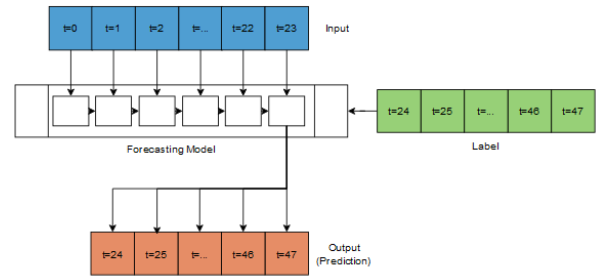 t=0 t=1 t=2 t=... t=22 t=23 Input
t=24 t=25 t=... t=46 t=47
Forecasting Model
Label
t=24 t=25 t=... t=46 t=47
Output
(Prediction)